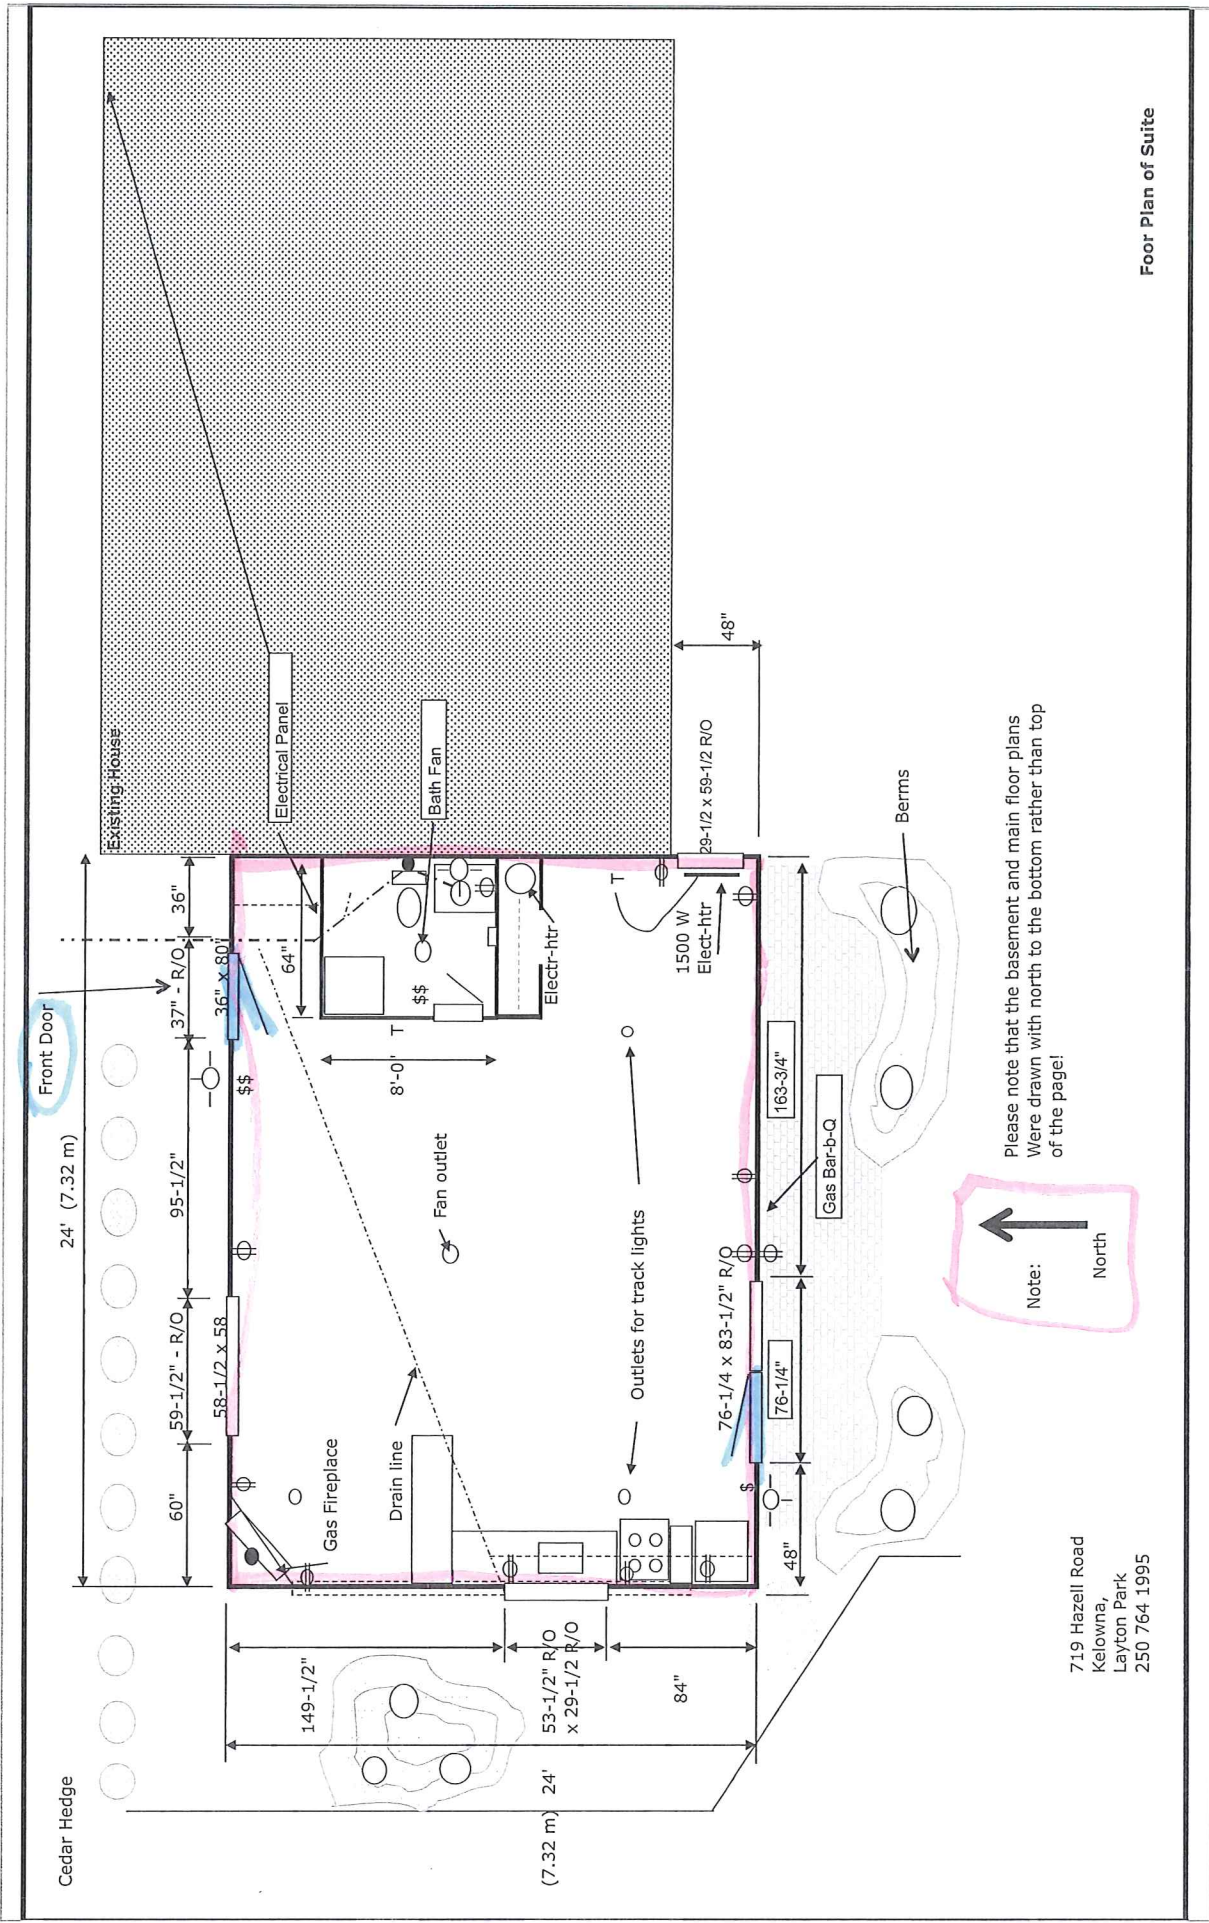 Cedar Hedge
Front Door
24' (7.32 m)
60"
59-1/2" - R/O
95-1/2"
37" - R/O
36"
58-1/2 x 58
36" x 80"
Existing House
$$
64"
Electrical Panel
Gas Fireplace
Drain line
Fan outlet
8'-0"
T
$$
Bath Fan
149-1/2"
53-1/2" R/O
x 29-1/2 R/O
84"
(7.32 m) 24'
Electr-htr
Outlets for track lights
T
1500 W
Elect-htr
29-1/2 x 59-1/2 R/O
48"
76-1/4 x 83-1/2" R/O
$
48"
76-1/4"
163-3/4"
Gas Bar-b-Q
Berms
Note:
North
Please note that the basement and main floor plans
Were drawn with north to the bottom rather than top
of the page!
719 Hazell Road
Kelowna,
Layton Park
250 764 1995
Foor Plan of Suite